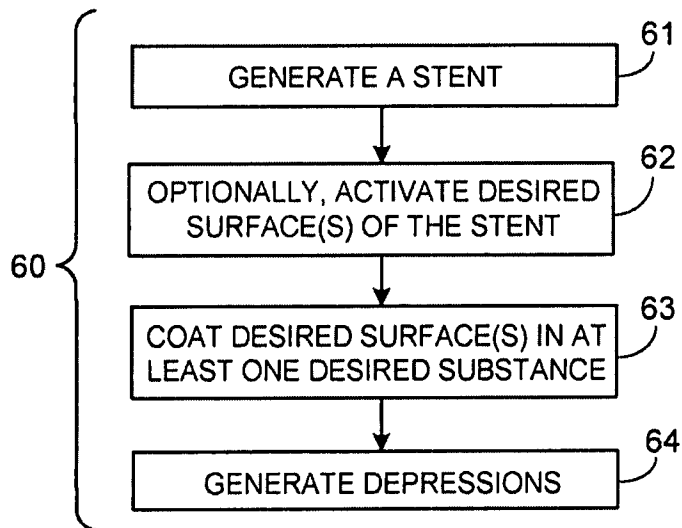 61
GENERATE A STENT
62
OPTIONALLY, ACTIVATE DESIRED
SURFACE(S) OF THE STENT
60
63
COAT DESIRED SURFACE(S) IN AT
LEAST ONE DESIRED SUBSTANCE
64
GENERATE DEPRESSIONS